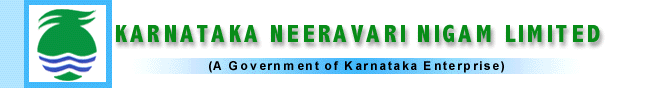 KARNATAKA NEERAVARI NIGAM LIMITED
(A Government of Karnataka Enterprise)